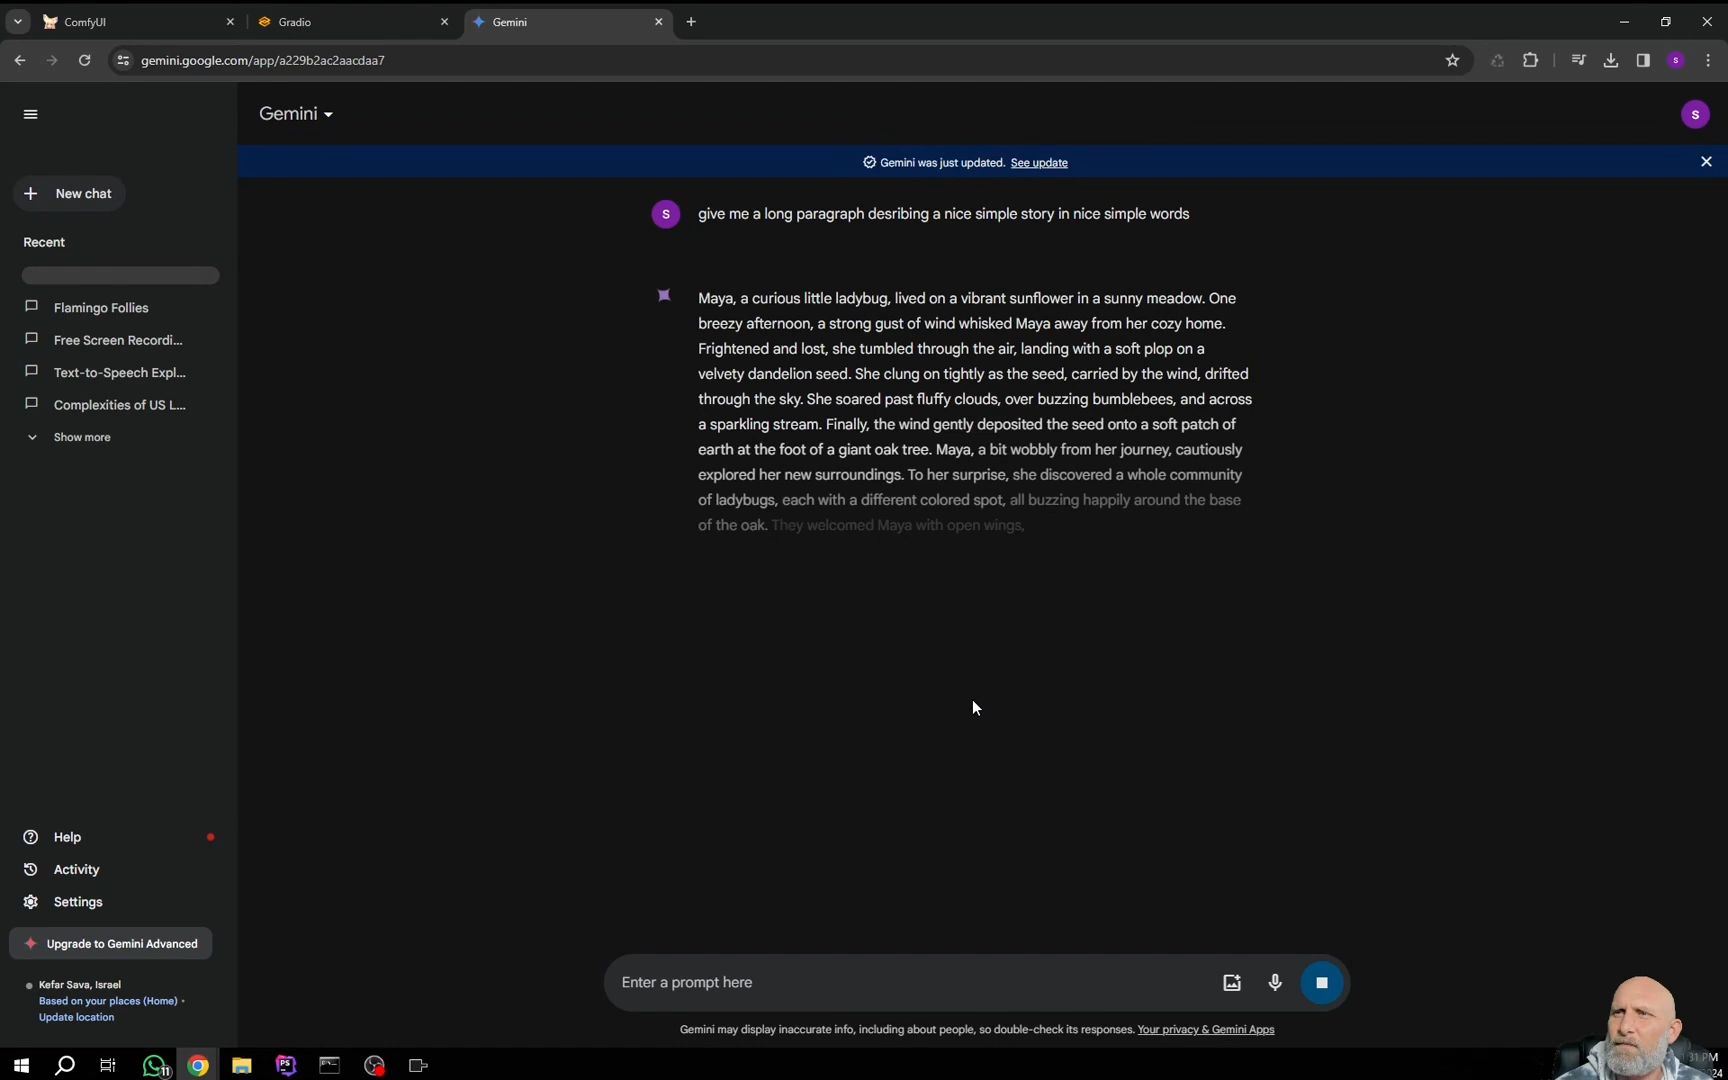 ComfyUI
Gradio
Gemini
gemini.google.com/app/a229b2ac2aacdaa7
Gemini
S
Gemini was just updated. See update
New chat
Recent
Flamingo Follies
Free Screen Recordi...
Text-to-Speech Expl...
Complexities of US L...
Show more
S
give me a long paragraph desribing a nice simple story in nice simple words
Maya, a curious little ladybug, lived on a vibrant sunflower in a sunny meadow. One
breezy afternoon, a strong gust of wind whisked Maya away from her cozy home.
Frightened and lost, she tumbled through the air, landing with a soft plop on a
velvety dandelion seed. She clung on tightly as the seed, carried by the wind, drifted
through the sky. She soared past fluffy clouds, over buzzing bumblebees, and across
a sparkling stream. Finally, the wind gently deposited the seed onto a soft patch of
earth at the foot of a giant oak tree. Maya, a bit wobbly from her journey, cautiously
explored her new surroundings. To her surprise, she discovered a whole community
of ladybugs, each with a different colored spot, all buzzing happily around the base
of the oak. They welcomed Maya with open wings,
Help
Activity
Settings
Upgrade to Gemini Advanced
Kefar Sava, Israel
Based on your places (Home) •
Update location
Enter a prompt here
Gemini may display inaccurate info, including about people, so double-check its responses. Your privacy & Gemini Apps
11
PS
31 PM